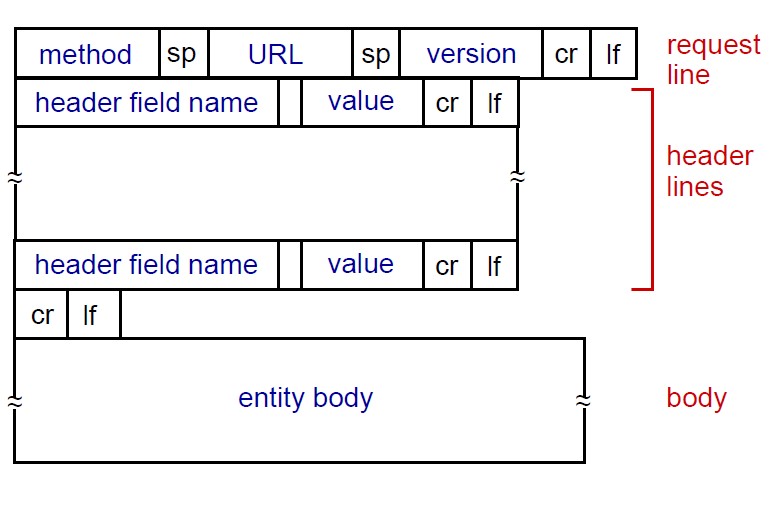 method sp URL sp version cr lf request
line
header field name value cr lf
header
lines
header field name value cr lf
cr lf
entity body body